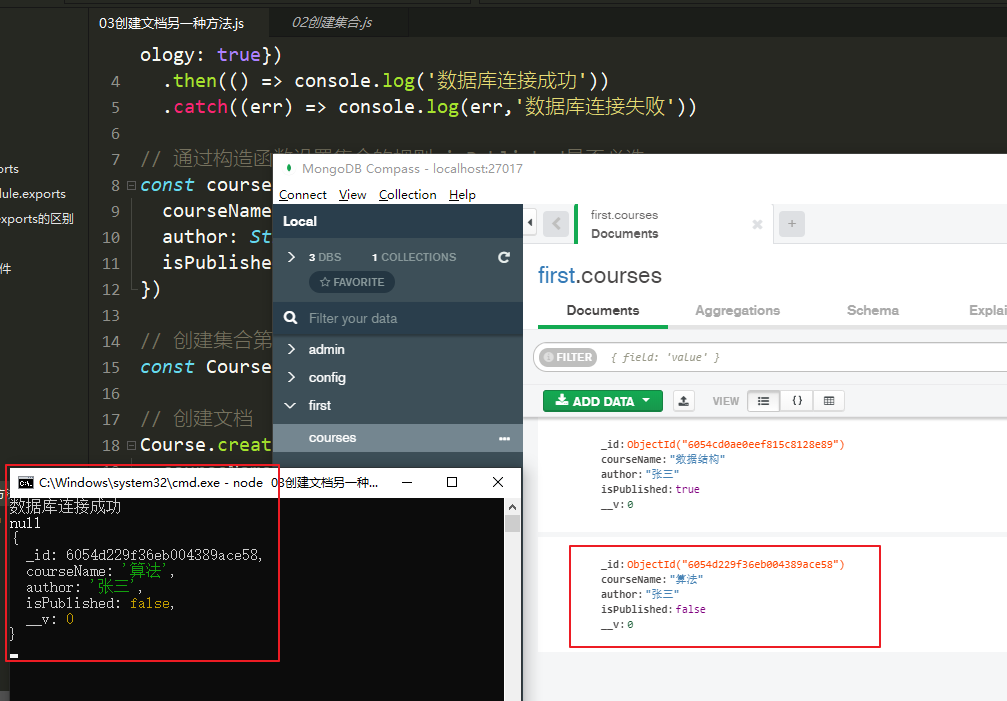 03创建文档另一种方法.js
02创建集合.js
ology: true})
4 .then(() => console.log('数据库连接成功'))
5 .catch((err) => console.log(err,'数据库连接失败'))
6
7 // 通过构造函数设置集合的规则
8 const course
9 courseName
10 author: St
11 isPublishe
12 })
13
14 // 创建集合第
15 const Course
16
17 // 创建文档
18 Course.creat
orts
lule.exports
xports的区别
件
MongoDB Compass - localhost:27017
Connect View Collection Help
Local
3 DBS 1 COLLECTIONS
FAVORITE
Filter your data
admin
config
first
courses
first.courses
Documents
first.courses
Documents Aggregations Schema Explai
FILTER { field: 'value' }
ADD DATA VIEW {}
_id: ObjectId("6054cd0ae0eef815c8128e89")
courseName: "数据结构"
author: "张三"
isPublished: true
__v: 0
_id: ObjectId("6054d229f36eb004389ace58")
courseName: "算法"
author: "张三"
isPublished: false
__v: 0
C:\Windows\system32\cmd.exe - node 03创建文档另一种...
数据库连接成功
null
{
_id: 6054d229f36eb004389ace58,
courseName: '算法',
author: '张三',
isPublished: false,
__v: 0
}